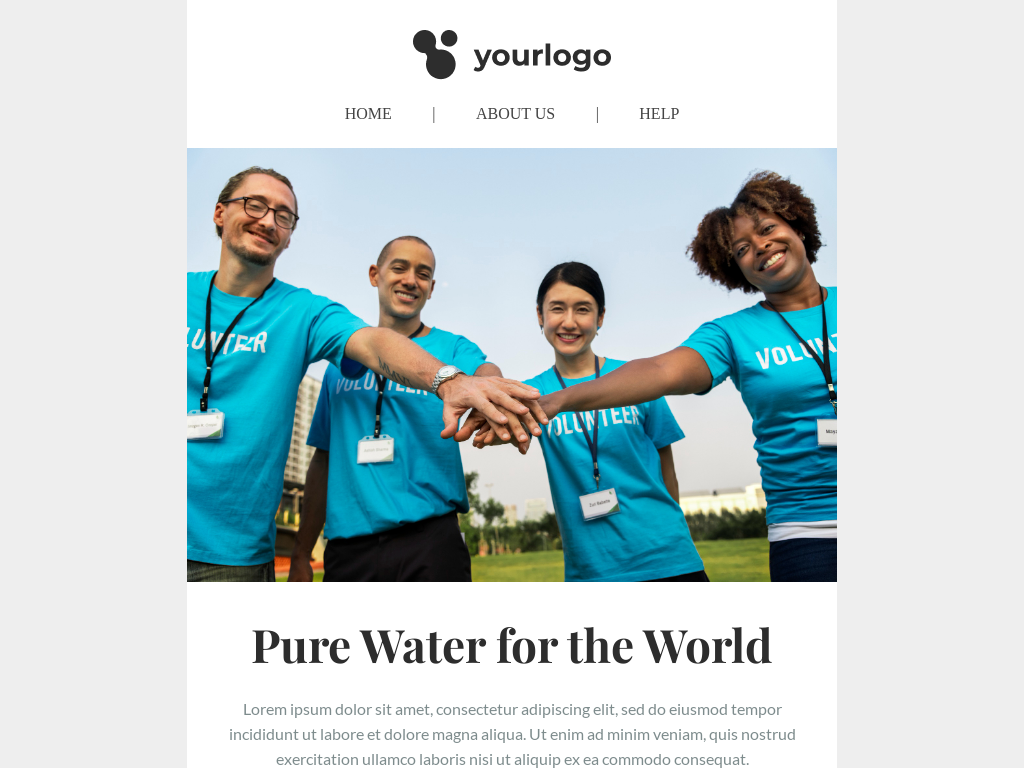 yourlogo
HOME | ABOUT US | HELP
LUNTEER
VOLUNTEER
VOLUNTEER
VOLUNT
Pure Water for the World
Lorem ipsum dolor sit amet, consectetur adipiscing elit, sed do eiusmod tempor
incididunt ut labore et dolore magna aliqua. Ut enim ad minim veniam, quis nostrud
exercitation ullamco laboris nisi ut aliquip ex ea commodo consequat.